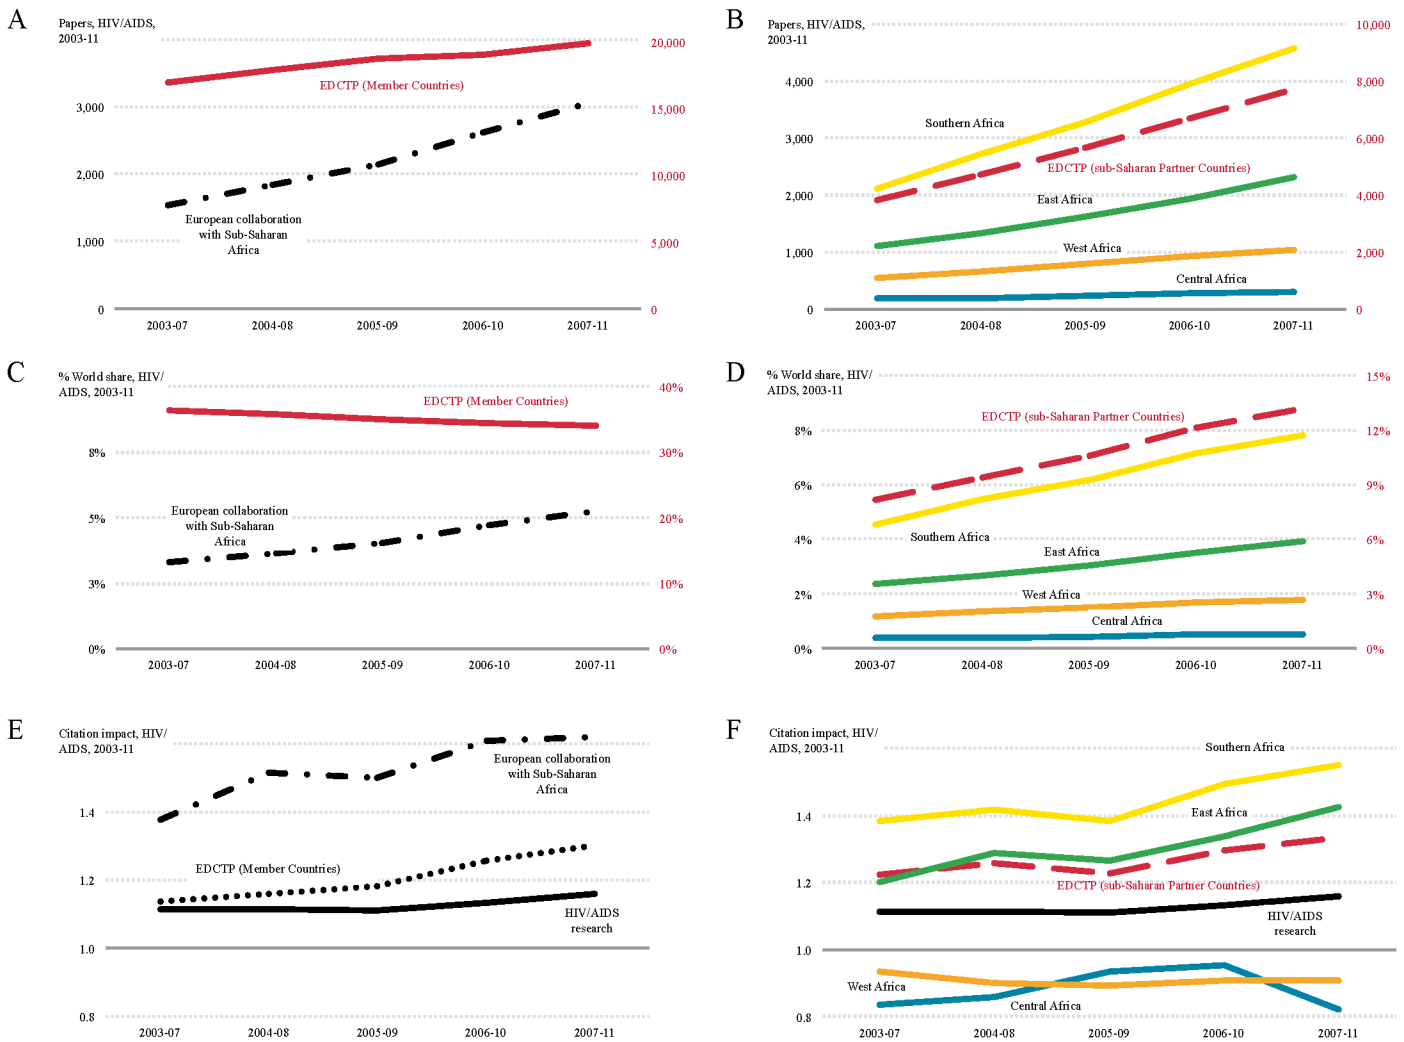 A
Papers, HIV/AIDS,
2003-11
20,000
EDCTP (Member Countries)
3,000
15,000
2,000
10,000
European collaboration
with Sub-Saharan
Africa
1,000
5,000
0
0
2003-07
2004-08
2005-09
2006-10
2007-11
B
Papers, HIV/AIDS,
2003-11
10,000
4,000
8,000
Southern Africa
3,000
6,000
EDCTP (sub-Saharan Partner Countries)
2,000
East Africa
4,000
West Africa
1,000
2,000
Central Africa
0
0
2003-07
2004-08
2005-09
2006-10
2007-11
C
% World share, HIV/
AIDS, 2003-11
40%
EDCTP (Member Countries)
8%
30%
European collaboration
with Sub-Saharan
Africa
5%
20%
3%
10%
0%
0%
2003-07
2004-08
2005-09
2006-10
2007-11
D
% World share, HIV/
AIDS, 2003-11
15%
EDCTP (sub-Saharan Partner Countries)
8%
12%
6%
9%
Southern Africa
4%
6%
East Africa
2%
West Africa
3%
Central Africa
0%
0%
2003-07
2004-08
2005-09
2006-10
2007-11
E
Citation impact, HIV/
AIDS, 2003-11
European collaboration
with Sub-Saharan
Africa
1.4
EDCTP (Member Countries)
1.2
HIV/AIDS
research
1.0
0.8
2003-07
2004-08
2005-09
2006-10
2007-11
F
Citation impact, HIV/
AIDS, 2003-11
Southern Africa
1.4
East Africa
1.2
EDCTP (sub-Saharan Partner Countries)
HIV/AIDS
research
1.0
West Africa
Central Africa
0.8
2003-07
2004-08
2005-09
2006-10
2007-11